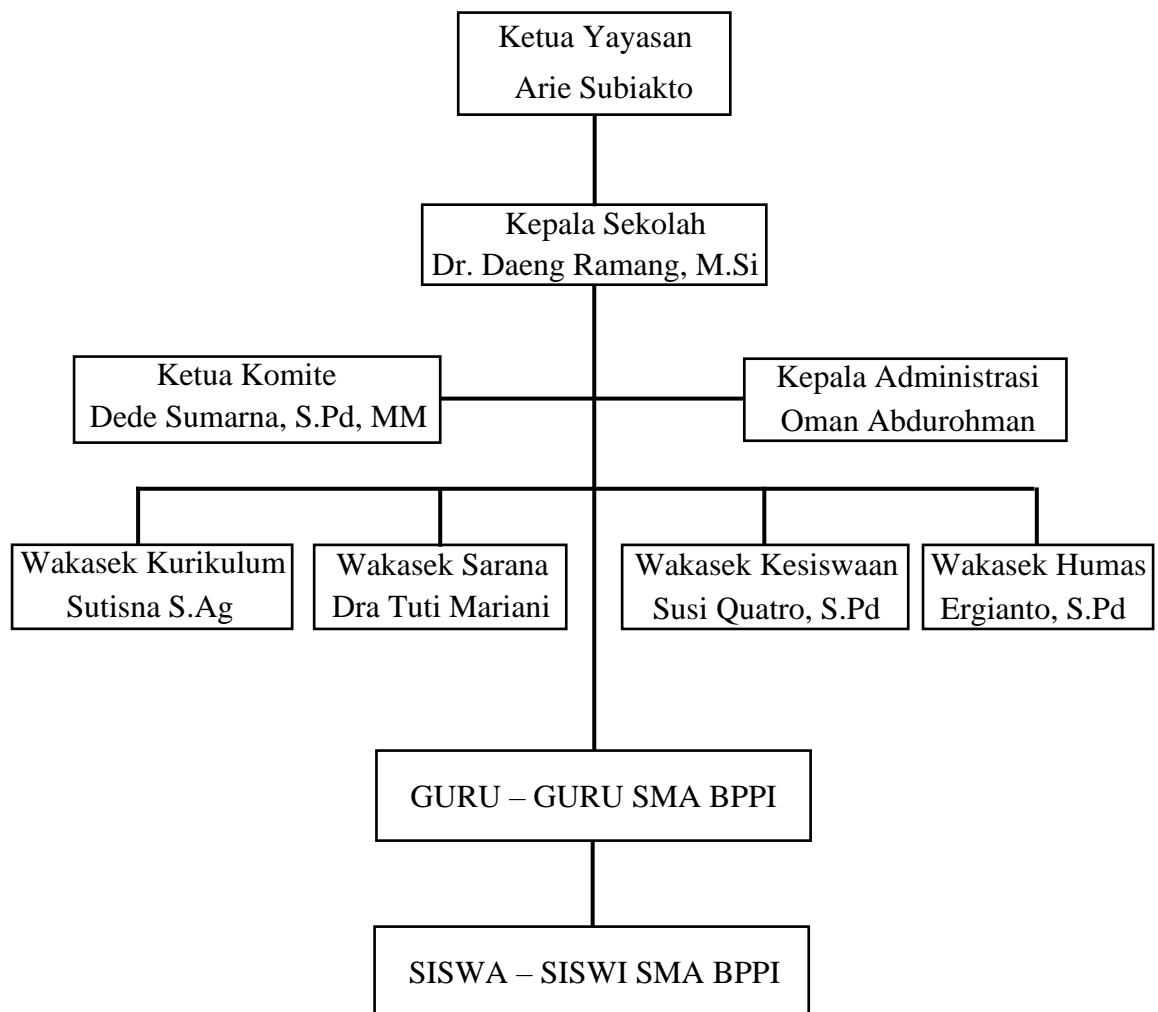 Ketua Yayasan
Arie Subiakto
Kepala Sekolah
Dr. Daeng Ramang, M.Si
Ketua Komite
Dede Sumarna, S.Pd, MM
Kepala Administrasi
Oman Abdurohman
Wakasek Kurikulum
Sutisna S.Ag
Wakasek Sarana
Dra Tuti Mariani
Wakasek Kesiswaan
Susi Quatro, S.Pd
Wakasek Humas
Ergianto, S.Pd
GURU – GURU SMA BPPI
SISWA – SISWI SMA BPPI